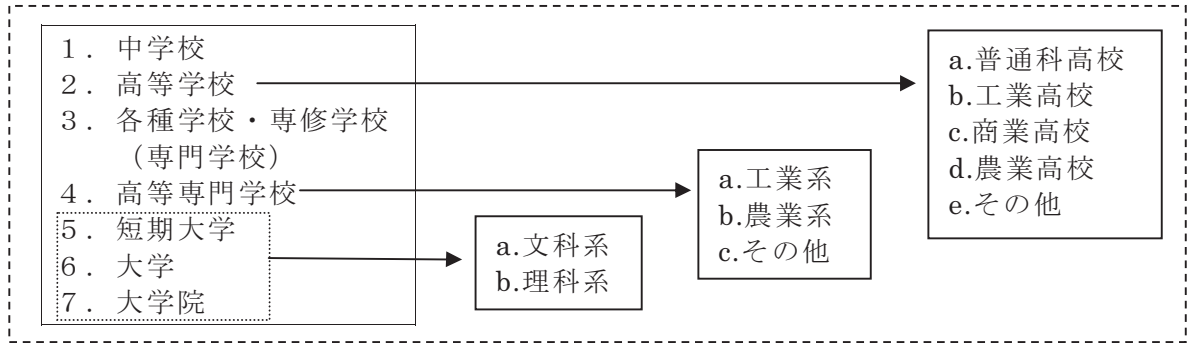 １．中学校
２．高等学校
３．各種学校・専修学校
（専門学校）
４．高等専門学校
５．短期大学
６．大学
７．大学院
a.文科系
b.理科系
a.工業系
b.農業系
c.その他
a.普通科高校
b.工業高校
c.商業高校
d.農業高校
e.その他